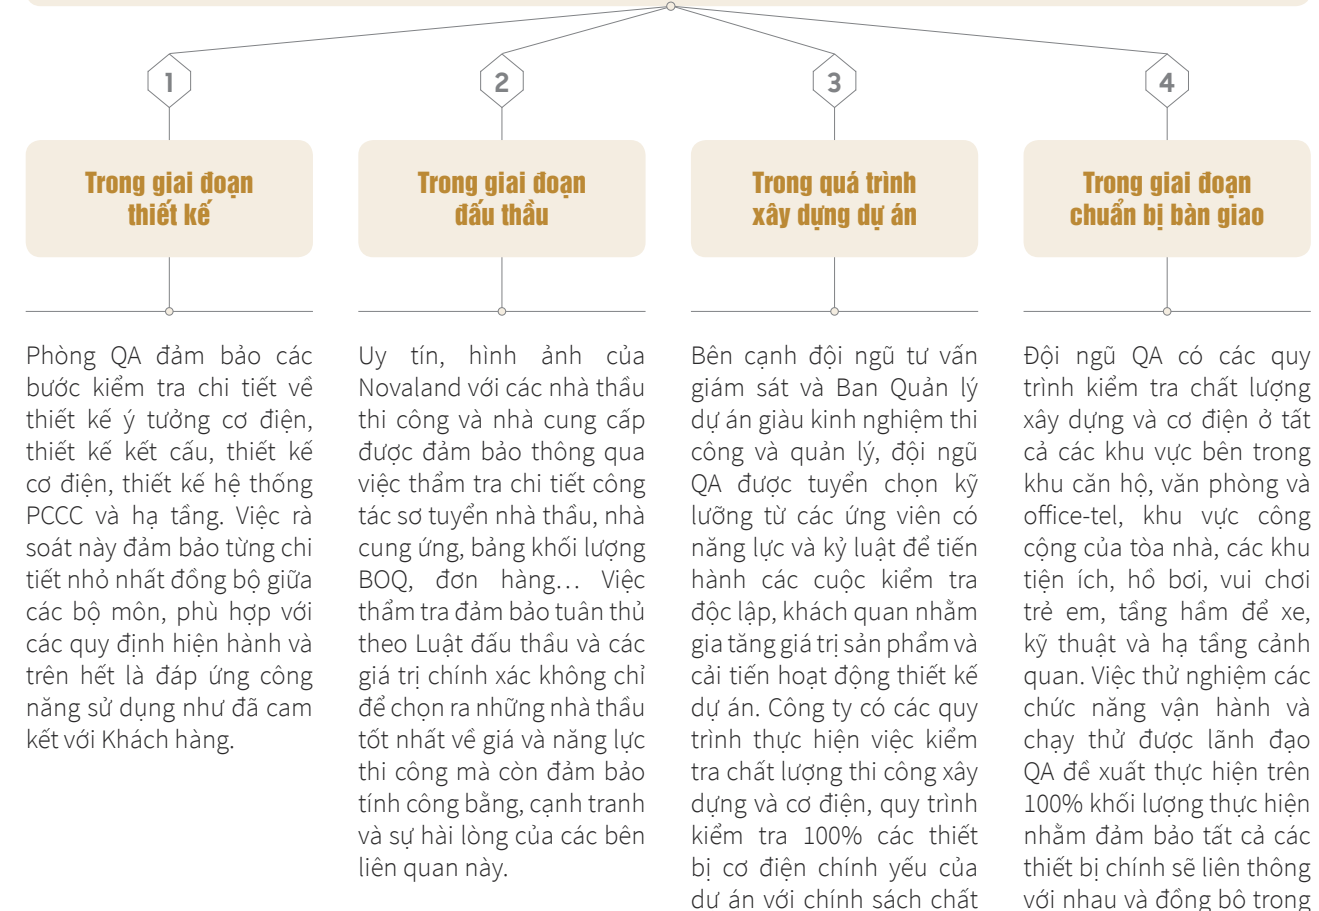 1
Trong giai đoạn
thiết kế
Phòng QA đảm bảo các
bước kiểm tra chi tiết về
thiết kế ý tưởng cơ điện,
thiết kế kết cấu, thiết kế
cơ điện, thiết kế hệ thống
PCCC và hạ tầng. Việc rà
soát này đảm bảo từng chi
tiết nhỏ nhất đồng bộ giữa
các bộ môn, phù hợp với
các quy định hiện hành và
trên hết là đáp ứng công
năng sử dụng như đã cam
kết với Khách hàng.
2
Trong giai đoạn
đấu thầu
Uy tín, hình ảnh của
Novaland với các nhà thầu
thi công và nhà cung cấp
được đảm bảo thông qua
việc thẩm tra chi tiết công
tác sơ tuyển nhà thầu, nhà
cung ứng, bảng khối lượng
BOQ, đơn hàng… Việc
thẩm tra đảm bảo tuân thủ
theo Luật đấu thầu và các
giá trị chính xác không chỉ
để chọn ra những nhà thầu
tốt nhất về giá và năng lực
thi công mà còn đảm bảo
tính công bằng, cạnh tranh
và sự hài lòng của các bên
liên quan này.
3
Trong quá trình
xây dựng dự án
Bên cạnh đội ngũ tư vấn
giám sát và Ban Quản lý
dự án giàu kinh nghiệm thi
công và quản lý, đội ngũ
QA được tuyển chọn kỹ
lưỡng từ các ứng viên có
năng lực và kỷ luật để tiến
hành các cuộc kiểm tra
độc lập, khách quan nhằm
gia tăng giá trị sản phẩm và
cải tiến hoạt động thiết kế
dự án. Công ty có các quy
trình thực hiện việc kiểm
tra chất lượng thi công xây
dựng và cơ điện, quy trình
kiểm tra 100% các thiết
bị cơ điện chính yếu của
dự án với chính sách chất
4
Trong giai đoạn
chuẩn bị bàn giao
Đội ngũ QA có các quy
trình kiểm tra chất lượng
xây dựng và cơ điện ở tất
cả các khu vực bên trong
khu căn hộ, văn phòng và
office-tel, khu vực công
cộng của tòa nhà, các khu
tiện ích, hồ bơi, vui chơi
trẻ em, tầng hầm để xe,
kỹ thuật và hạ tầng cảnh
quan. Việc thử nghiệm các
chức năng vận hành và
chạy thử được lãnh đạo
QA đề xuất thực hiện trên
100% khối lượng thực hiện
nhằm đảm bảo tất cả các
thiết bị chính sẽ liên thông
với nhau và đồng bộ trong